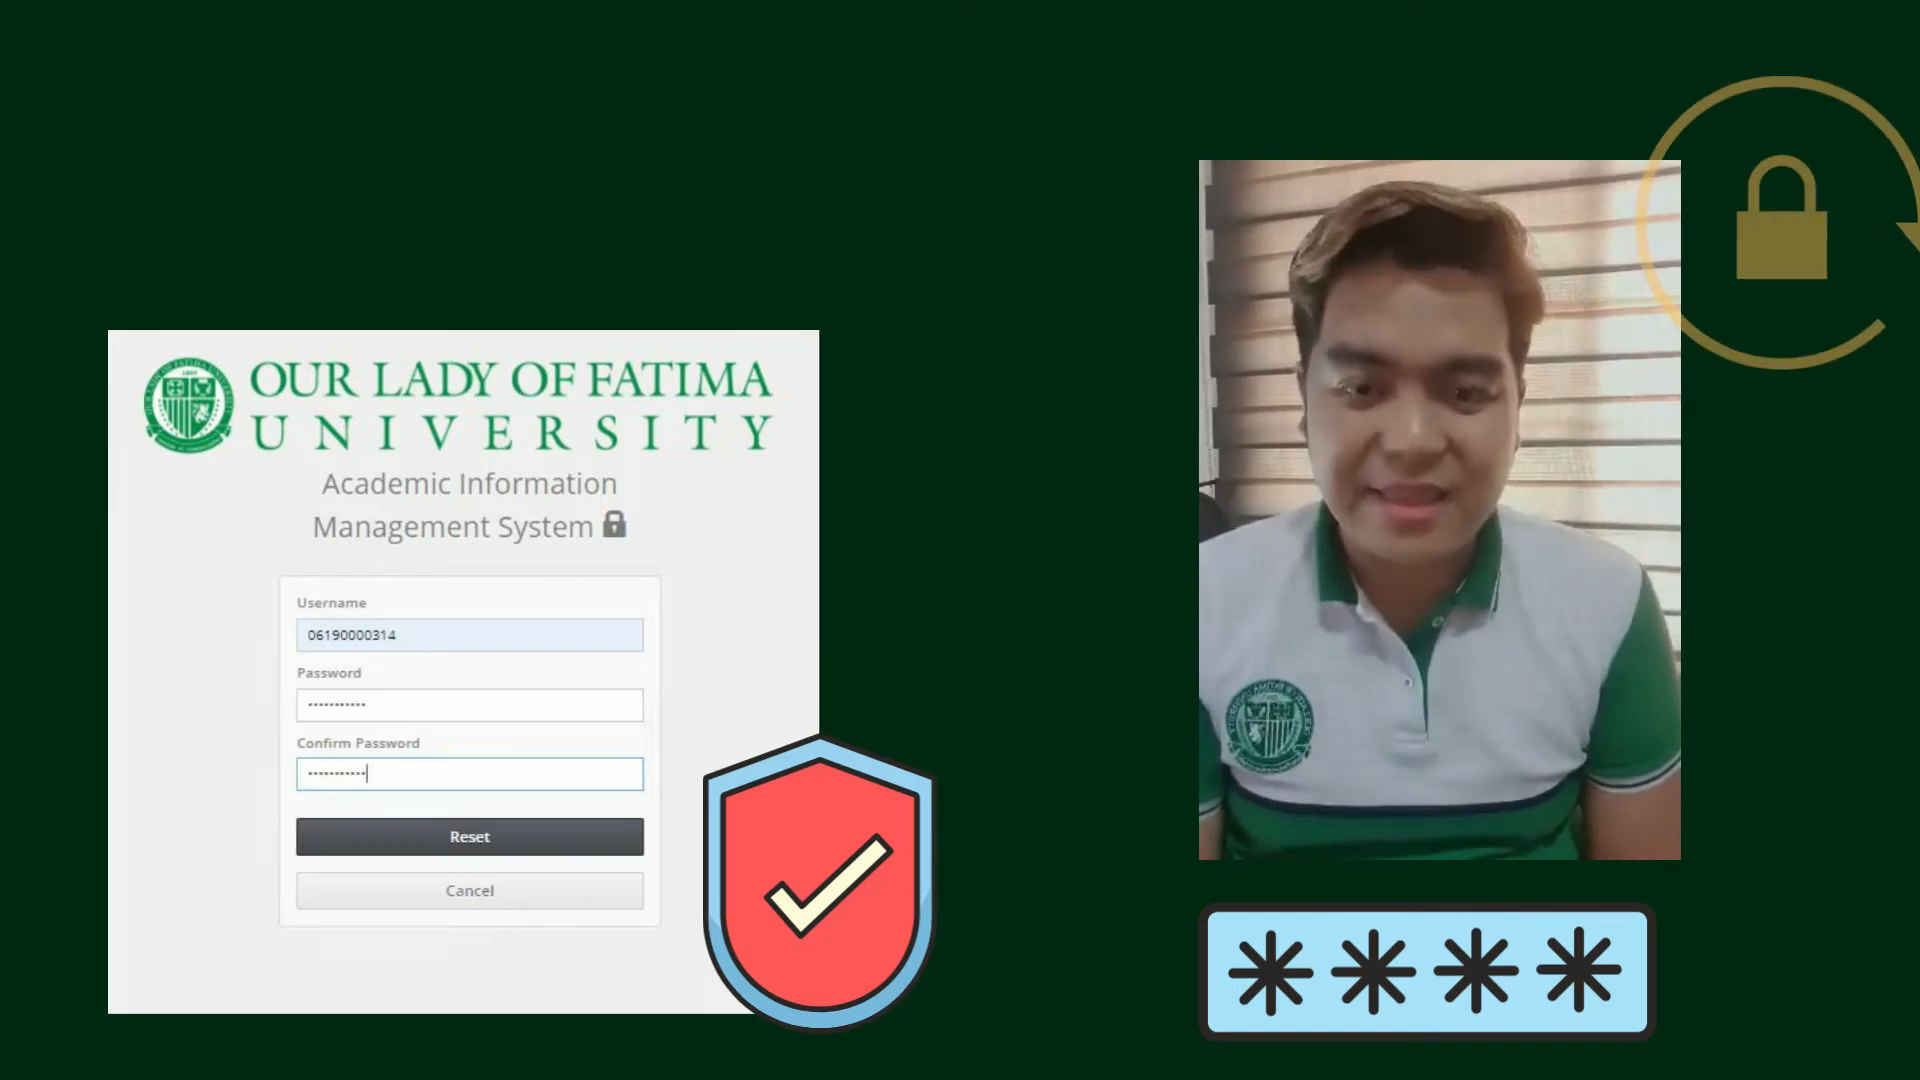 OUR LADY OF FATIMA
UNIVERSITY
Academic Information
Management System
Username
06190000314
Password
Confirm Password
Reset
Cancel